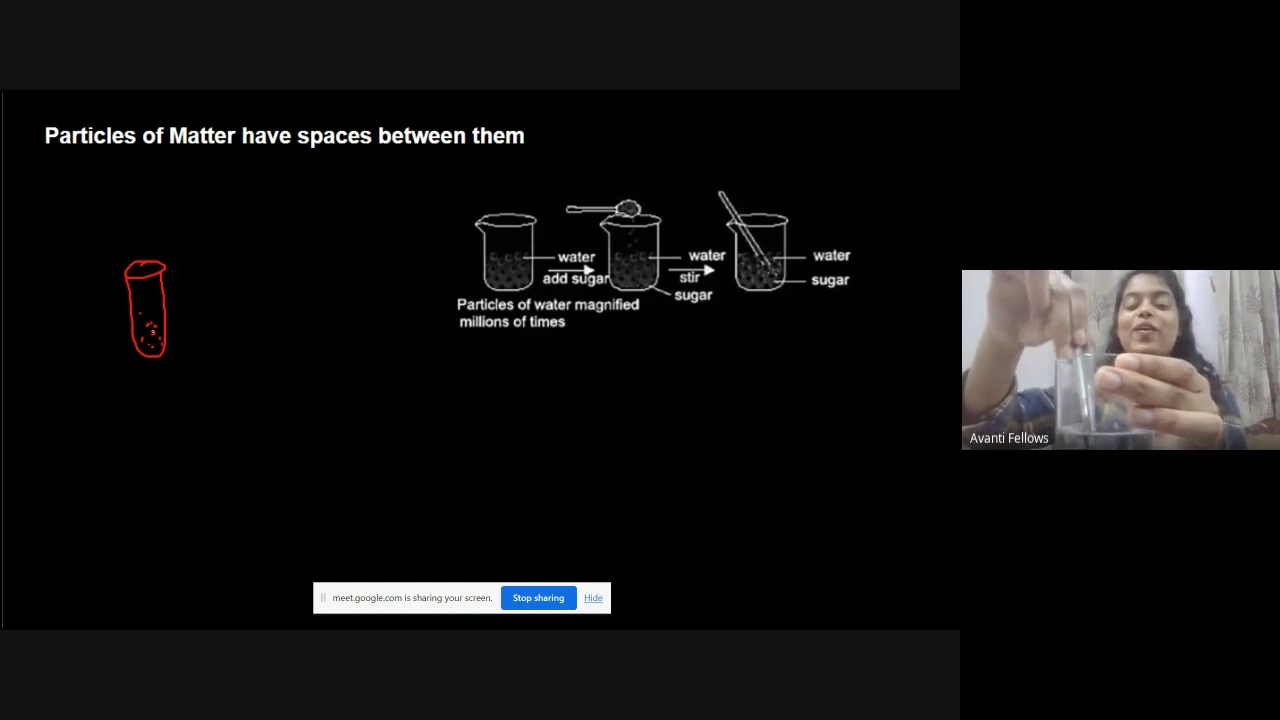 Particles of Matter have spaces between them
water
add sugar
water
stir
sugar
water
sugar
Particles of water magnified
millions of times
Avanti Fellows
meet.google.com is sharing your screen.
Stop sharing
Hide